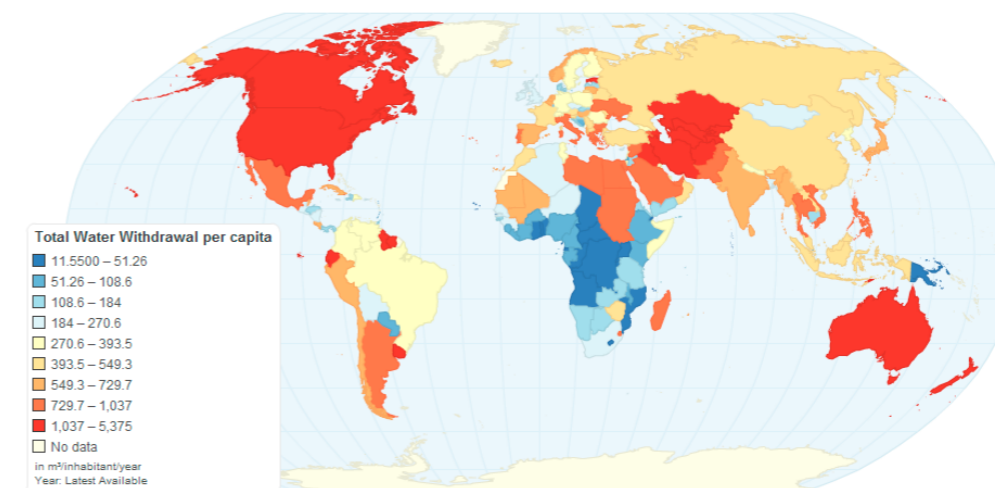 Total Water Withdrawal per capita
11.5500 – 51.26
51.26 – 108.6
108.6 – 184
184 – 270.6
270.6 – 393.5
393.5 – 549.3
549.3 – 729.7
729.7 – 1,037
1,037 – 5,375
No data
in m³/inhabitant/year
Year: Latest Available